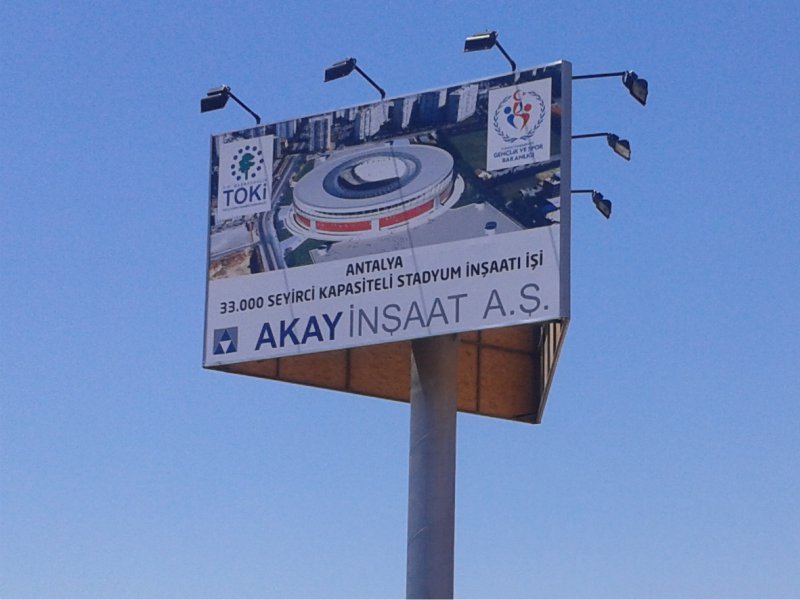 TOKİ
GENÇLİK VE SPOR
BAKANLIĞI
ANTALYA
33.000 SEYİRCİ KAPASİTELİ STADYUM İNŞAATI İŞİ
AKAY İNŞAAT A.Ş.